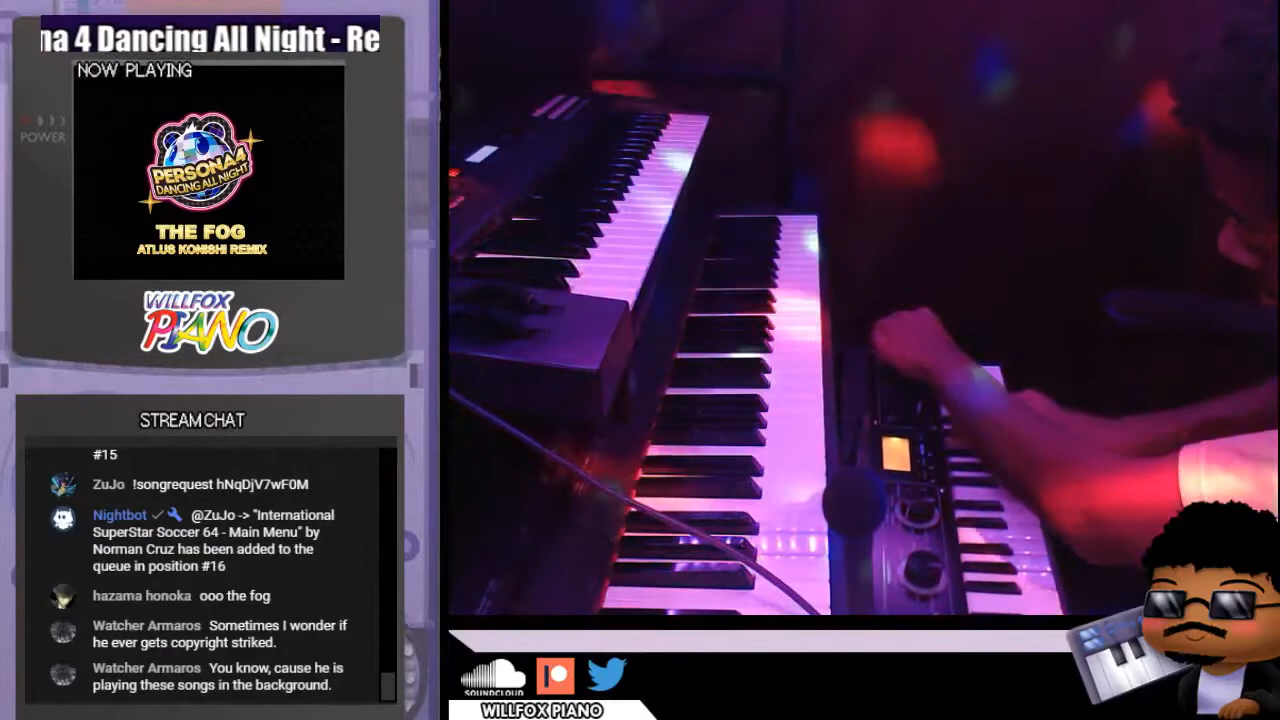 na 4 Dancing All Night - Re
NOW PLAYING
POWER
PERSONA4
DANCING ALL NIGHT
THE FOG
ATLUS KONISHI REMIX
WILLFOX
PIANO
STREAM CHAT
#15
ZuJo !songrequest hNqDjV7wF0M
Nightbot @ZuJo -> "International
SuperStar Soccer 64 - Main Menu" by
Norman Cruz has been added to the
queue in position #16
hazama honoka ooo the fog
Watcher Armaros Sometimes I wonder if
he ever gets copyright striked.
Watcher Armaros You know, cause he is
playing these songs in the background.
SOUNDCLOUD
WILLFOX PIANO